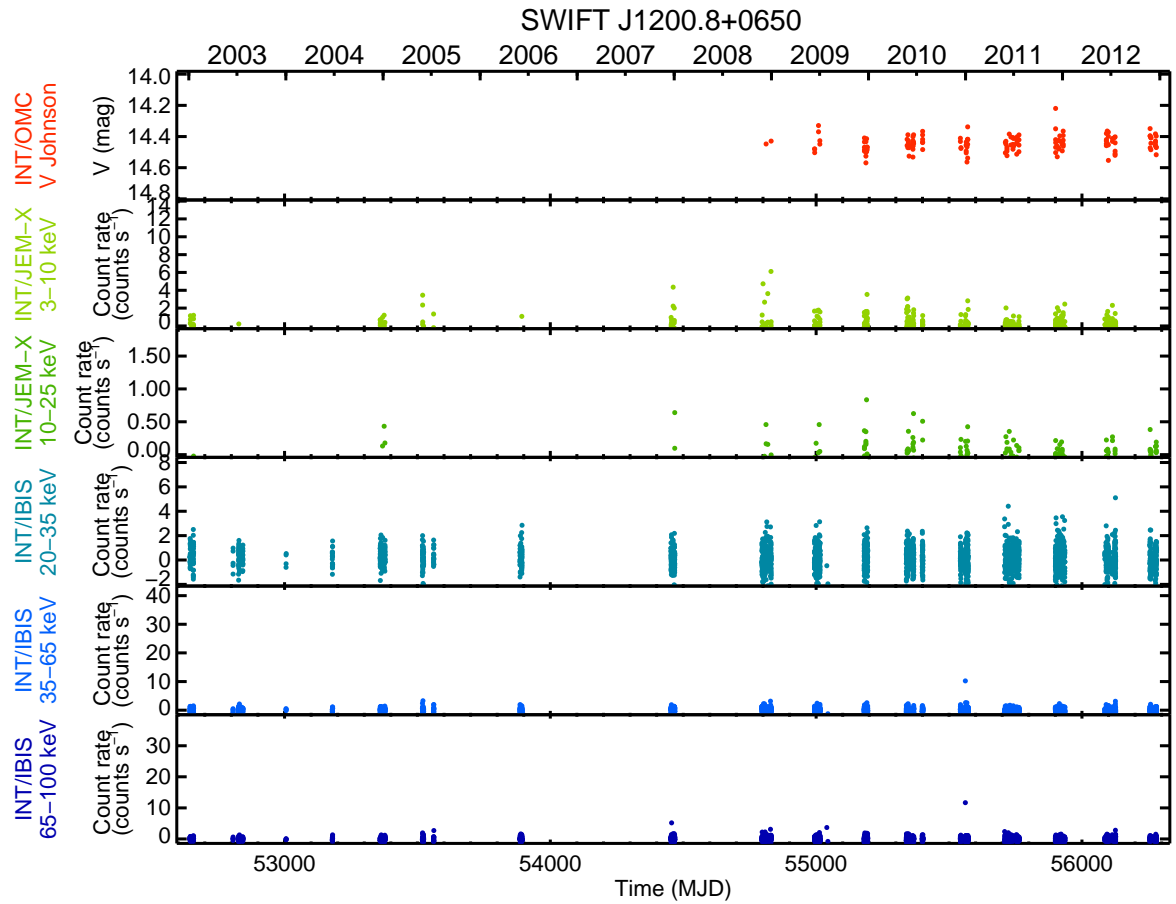 SWIFT J1200.8+0650
2003 2004 2005 2006 2007 2008 2009 2010 2011 2012
INT/OMC
V Johnson
V (mag)
14.0
14.2
14.4
14.6
14.8
INT/JEM−X
3−10 keV
Count rate
(counts s⁻¹)
14
12
10
8
6
4
2
0
INT/JEM−X
10−25 keV
Count rate
(counts s⁻¹)
1.50
1.00
0.50
0.00
INT/IBIS
20−35 keV
Count rate
(counts s⁻¹)
8
6
4
2
0
−2
INT/IBIS
35−65 keV
Count rate
(counts s⁻¹)
40
30
20
10
0
INT/IBIS
65−100 keV
Count rate
(counts s⁻¹)
30
20
10
0
53000 54000 55000 56000
Time (MJD)